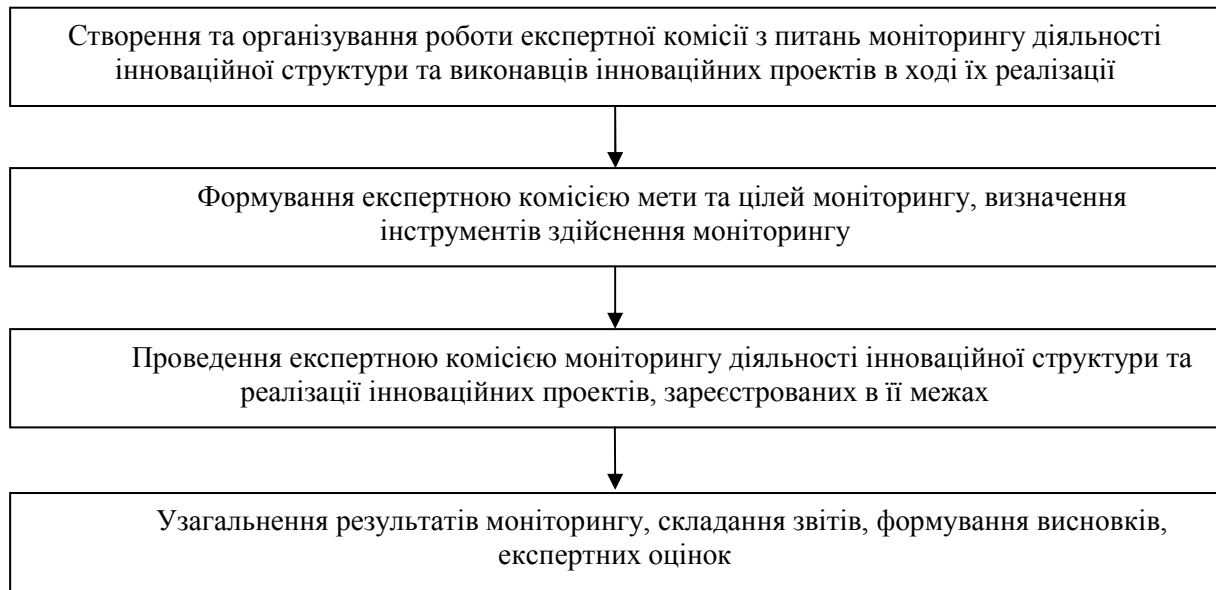 Створення та організування роботи експертної комісії з питань моніторингу діяльності
інноваційної структури та виконавців інноваційних проектів в ході їх реалізації
Формування експертною комісією мети та цілей моніторингу, визначення
інструментів здійснення моніторингу
Проведення експертною комісією моніторингу діяльності інноваційної структури та
реалізації інноваційних проектів, зареєстрованих в її межах
Узагальнення результатів моніторингу, складання звітів, формування висновків,
експертних оцінок